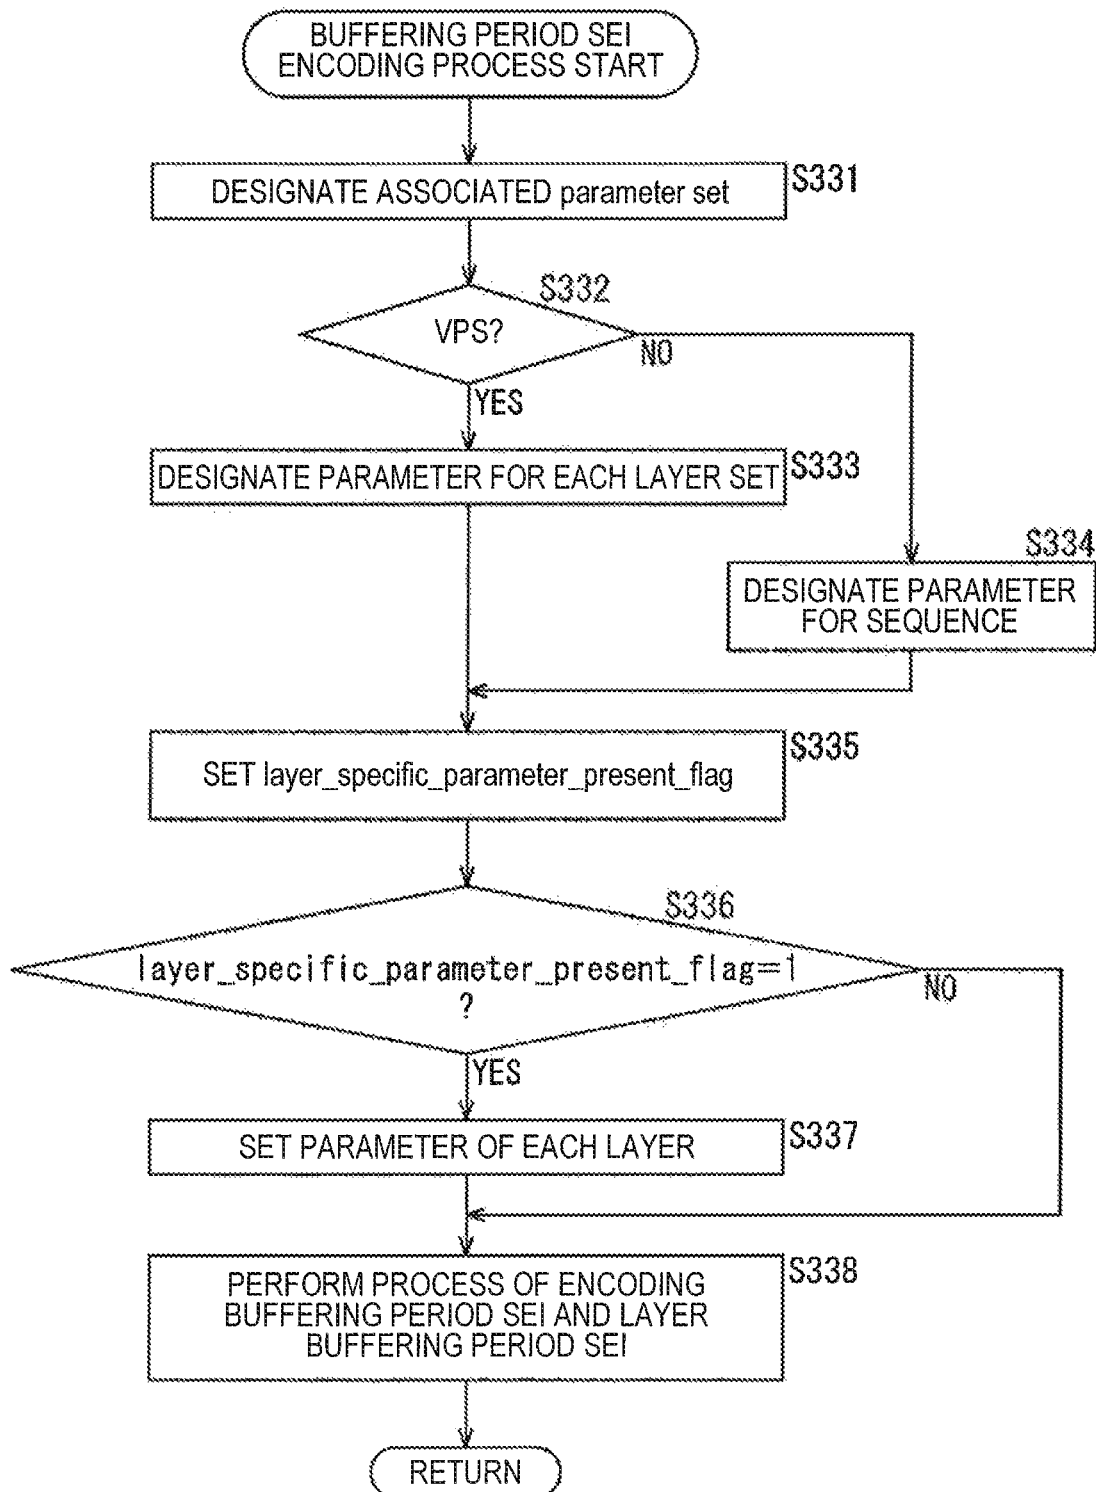 BUFFERING PERIOD SEI
ENCODING PROCESS START
DESIGNATE ASSOCIATED parameter set
S331
S332
VPS?
NO
YES
DESIGNATE PARAMETER FOR EACH LAYER SET
S333
S334
DESIGNATE PARAMETER
FOR SEQUENCE
S335
SET layer_specific_parameter_present_flag
S336
layer_specific_parameter_present_flag=1
?
NO
YES
SET PARAMETER OF EACH LAYER
S337
S338
PERFORM PROCESS OF ENCODING
BUFFERING PERIOD SEI AND LAYER
BUFFERING PERIOD SEI
RETURN